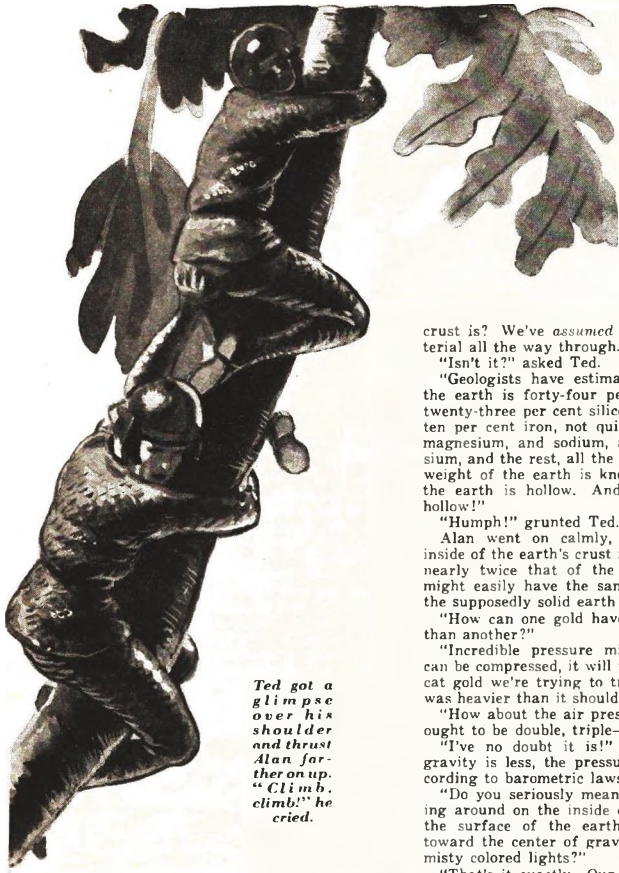 Ted got a
glimpse
over his
shoulder
and thrust
Alan far-
ther on up.
"Climb,
climb!" he
cried.
crust is? We've assumed
terial all the way through.
"Isn't it?" asked Ted.
"Geologists have estima
the earth is forty-four pe
twenty-three per cent silic
ten per cent iron, not qui
magnesium, and sodium, a
sium, and the rest, all the
weight of the earth is kn
the earth is hollow. And
hollow!"
"Humph!" grunted Ted.
Alan went on calmly,
inside of the earth's crust
nearly twice that of the
might easily have the san
the supposedly solid earth
"How can one gold hav
than another?"
"Incredible pressure mi
can be compressed, it will
cat gold we're trying to tr
was heavier than it should
"How about the air pres
ought to be double, triple—
"I've no doubt it is!"
gravity is less, the pressu
cording to barometric laws
"Do you seriously mean
ing around on the inside
the surface of the earth
toward the center of grav
misty colored lights?"
"That's it exactly. Our